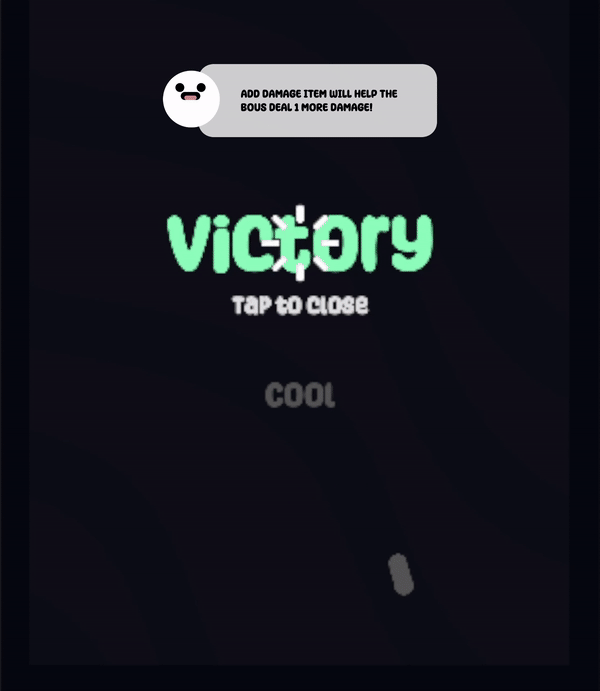 ADD DAMAGE ITEM WILL HELP THE
BOUS DEAL 1 MORE DAMAGE!
Victory
TAP to Close
COOL